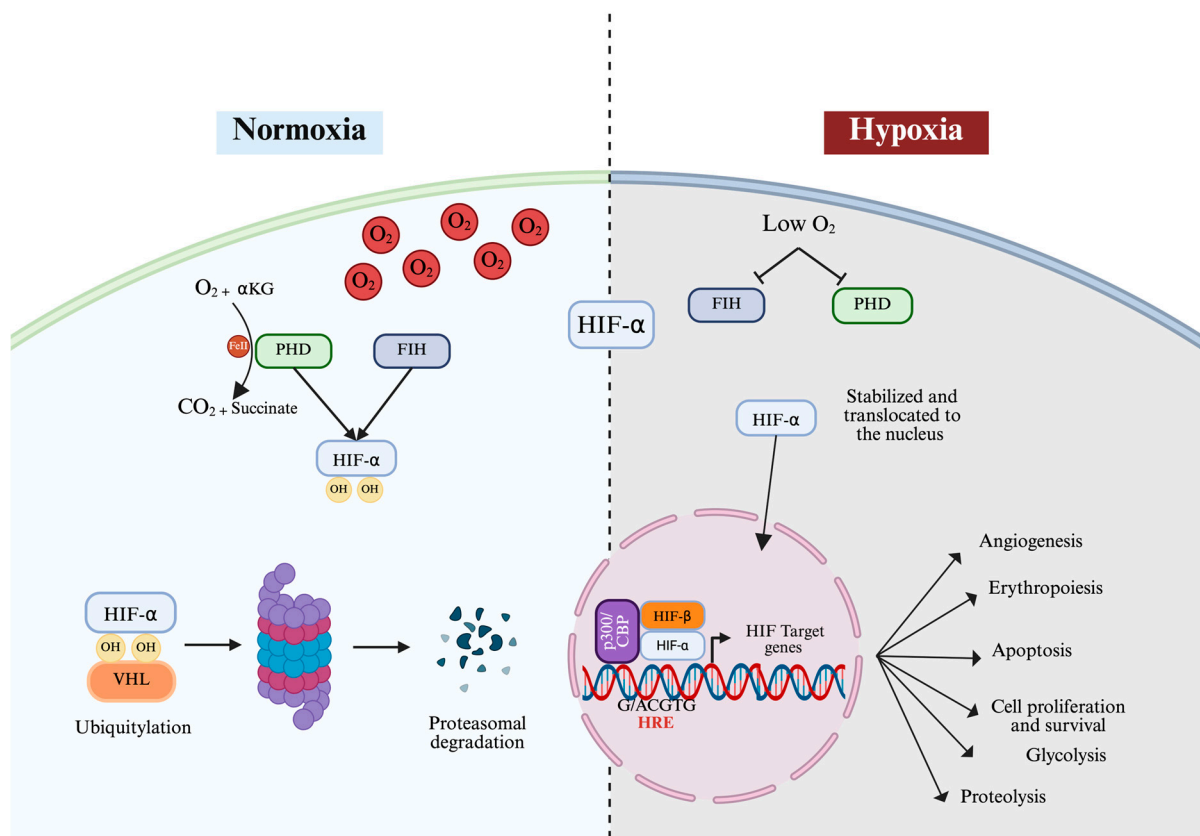 Normoxia
Hypoxia
O₂
O₂
O₂
O₂
O₂
O₂
O₂ + αKG
FeII
PHD
FIH
CO₂ + Succinate
HIF-α
OH
OH
HIF-α
OH
OH
VHL
Ubiquitylation
Proteasomal
degradation
HIF-α
Low O₂
FIH
PHD
HIF-α
Stabilized and
translocated to
the nucleus
p300/
CBP
HIF-β
HIF-α
HIF Target
genes
G/ACGTG
HRE
Angiogenesis
Erythropoiesis
Apoptosis
Cell proliferation
and survival
Glycolysis
Proteolysis